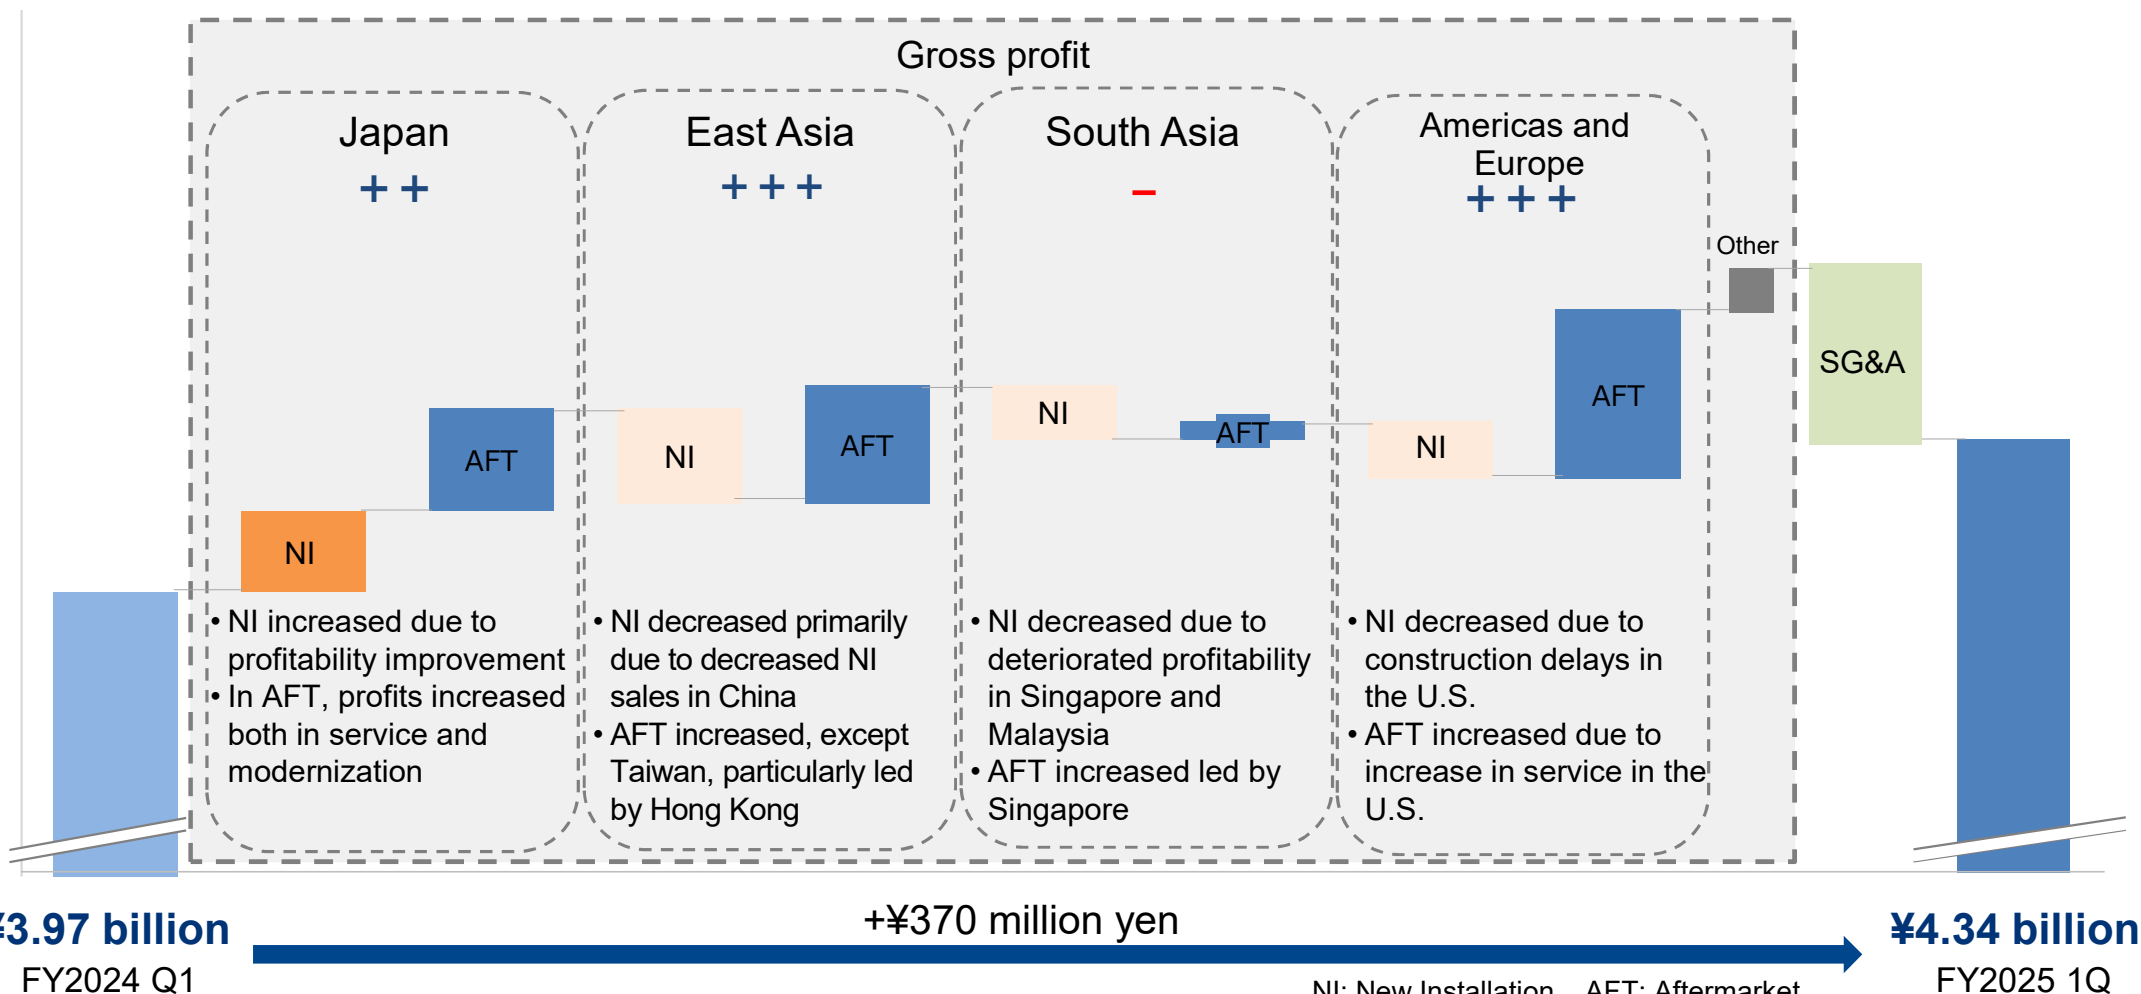 Gross profit
Japan
+ +
East Asia
+ + +
South Asia
–
Americas and
Europe
+ + +
Other
SG&A
NI
AFT
NI
AFT
NI
AFT
NI
AFT
• NI increased due to
profitability improvement
• In AFT, profits increased
both in service and
modernization
• NI decreased primarily
due to decreased NI
sales in China
• AFT increased, except
Taiwan, particularly led
by Hong Kong
• NI decreased due to
deteriorated profitability
in Singapore and
Malaysia
• AFT increased led by
Singapore
• NI decreased due to
construction delays in
the U.S.
• AFT increased due to
increase in service in the
U.S.
¥3.97 billion
FY2024 Q1
+¥370 million yen
¥4.34 billion
FY2025 1Q
NI: New Installation AFT: Aftermarket